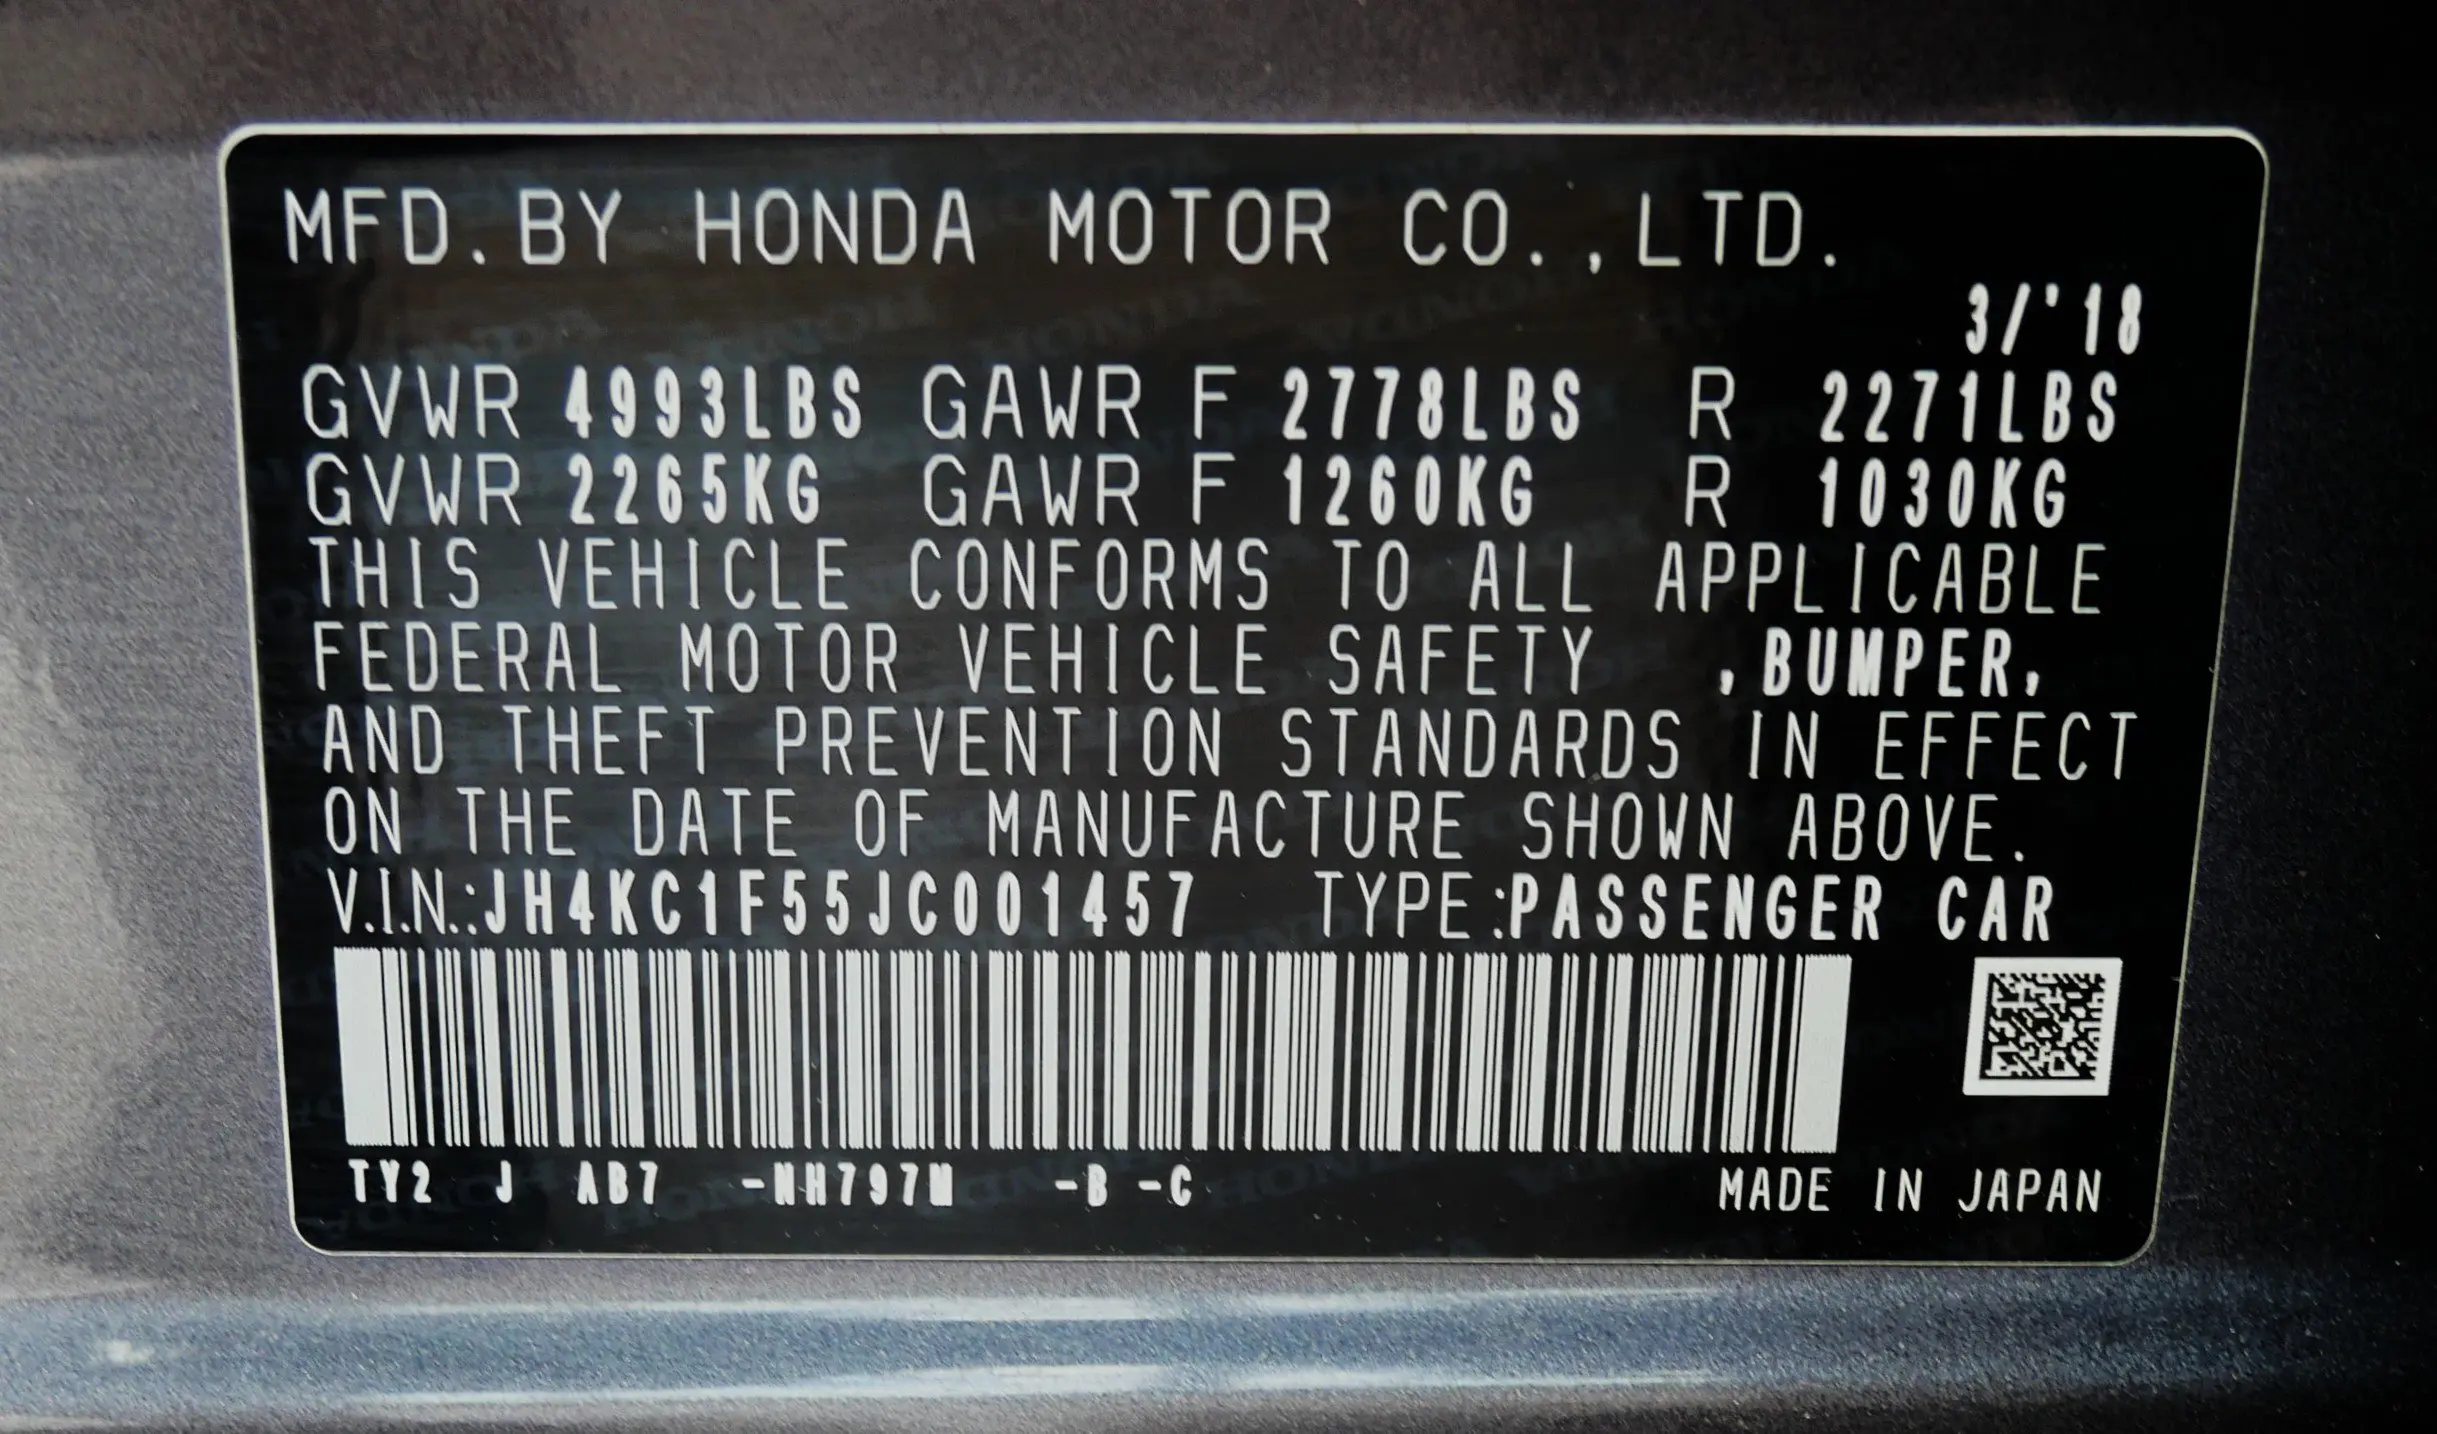 MFD. BY HONDA MOTOR CO.,LTD.
3/'18
GVWR 4993LBS GAWR F 2778LBS R 2271LBS
GVWR 2265KG GAWR F 1260KG R 1030KG
THIS VEHICLE CONFORMS TO ALL APPLICABLE
FEDERAL MOTOR VEHICLE SAFETY ,BUMPER,
AND THEFT PREVENTION STANDARDS IN EFFECT
ON THE DATE OF MANUFACTURE SHOWN ABOVE.
V.I.N.:JH4KC1F55JC001457 TYPE:PASSENGER CAR
TY2 J AB7 -NH797M -B -C MADE IN JAPAN